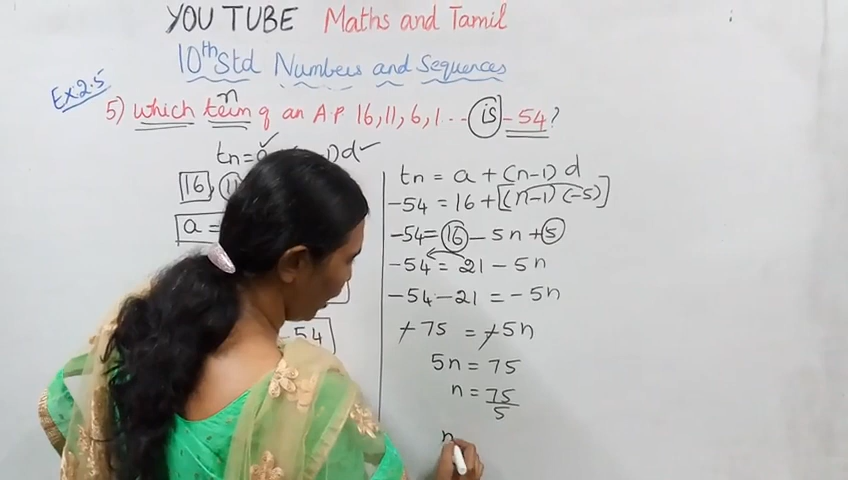 YOU TUBE Maths and Tamil
10th Std Numbers and Sequences
Ex.2.5
n
5) which term of an A.P 16, 11, 6, 1 ... is -54?
tn = a 1) d
16,
a =
-54
tn = a + (n-1) d
-54 = 16 + [(n-1) (-5)]
-54 = 16 - 5n + 5
-54 = 21 - 5n
-54 - 21 = -5n
-75 = -5n
5n = 75
n = 75/5
n